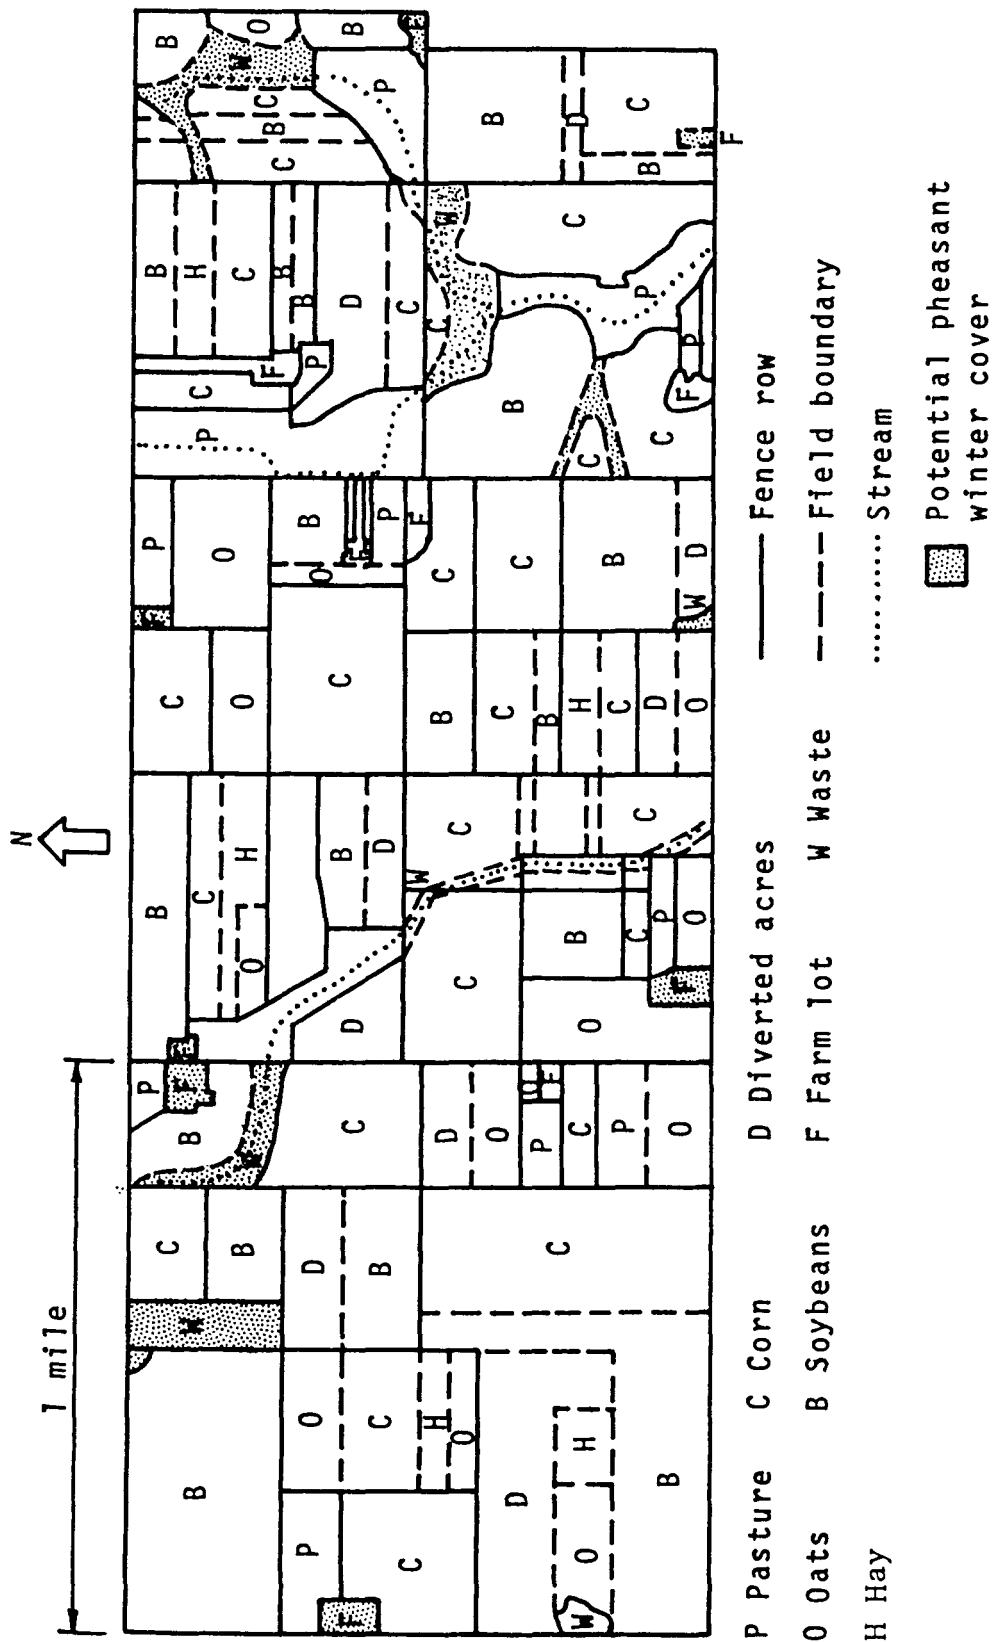 N
1 mile
W C P B C P C B B
B B F C O O P H W O
W O H C F B C B C
P O D B C O B P B D B
F C B C D D F P C P
C H D W C B C F C W
O O C C C B B
D C P O F B B C D
W O H C O H B C P C
P C C C C P B
B O P F O D O W D F F
P Pasture C Corn D Diverted acres
O Oats B Soybeans F Farm lot W Waste
H Hay
Fence row
Field boundary
Stream
Potential pheasant
winter cover